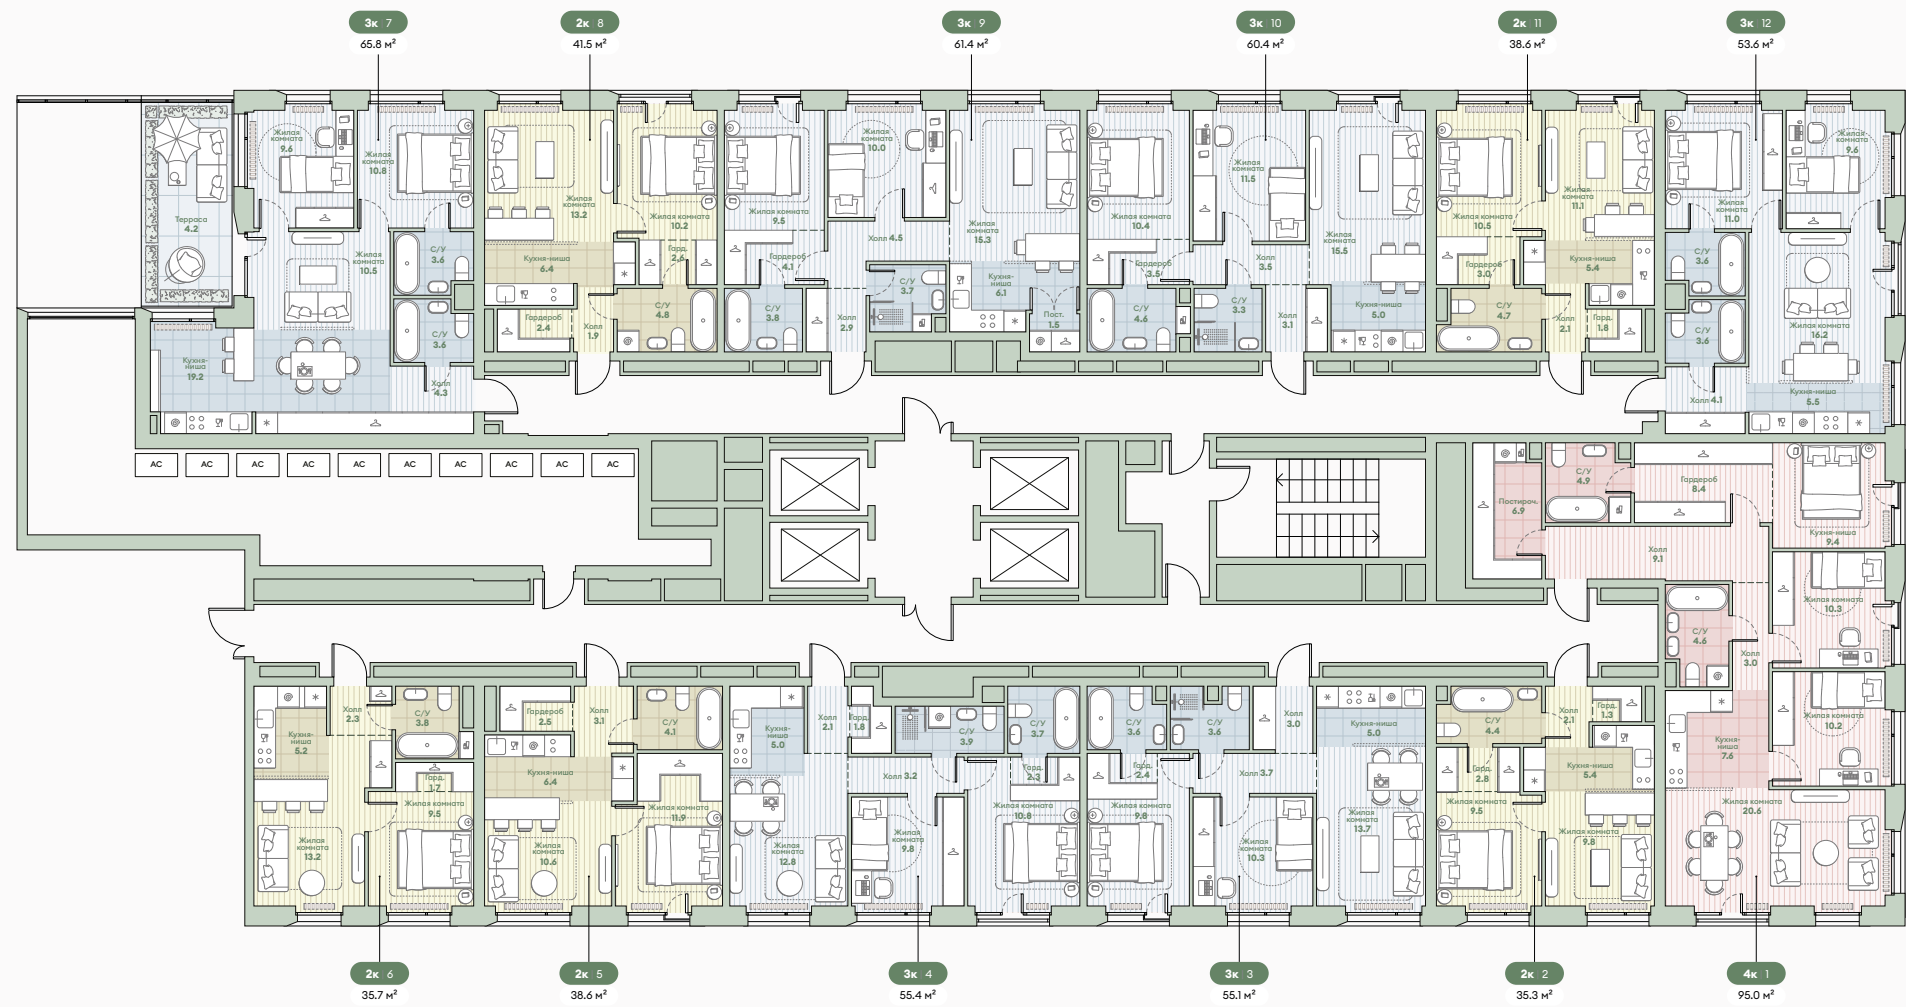 3к 7
65.8 м²
2к 8
41.5 м²
3к 9
61.4 м²
3к 10
60.4 м²
2к 11
38.6 м²
3к 12
53.6 м²
Жилая
комната
9.6
Жилая
комната
10.8
Терраса
4.2
Жилая
комната
10.5
С/У
3.6
С/У
3.6
Кухня-
ниша
19.2
Холл
4.3
Жилая
комната
13.2
Жилая комната
10.2
Кухня-ниша
6.4
Гард.
2.6
Гардероб
2.4
Холл
1.9
С/У
4.8
Жилая комната
9.5
Гардероб
4.1
С/У
3.8
Холл
2.9
Жилая
комната
10.0
Холл 4.5
С/У
3.7
Жилая
комната
15.3
Кухня-
ниша
6.1
Пост.
1.5
Жилая комната
10.4
Гардероб
3.5
С/У
4.6
Жилая
комната
11.5
Холл
3.5
С/У
3.3
Холл
3.1
Жилая
комната
15.5
Кухня-ниша
5.0
Жилая комната
10.5
Гардероб
3.0
С/У
4.7
Жилая
комната
11.1
Кухня-ниша
5.4
Холл
2.1
Гард.
1.8
Жилая
комната
11.0
Жилая
комната
9.6
С/У
3.6
С/У
3.6
Жилая комната
16.2
Холл 4.1
Кухня-ниша
5.5
АС АС АС АС АС АС АС АС АС АС
Постироч.
6.9
С/У
4.9
Гардероб
8.4
Кухня-ниша
9.4
Холл
9.1
Жилая комната
10.3
С/У
4.6
Холл
3.0
Жилая комната
10.2
Кухня-
ниша
7.6
Жилая комната
20.6
Холл
2.3
С/У
3.8
Кухня-
ниша
5.2
Гард.
1.7
Жилая комната
9.5
Жилая
комната
13.2
Гардероб
2.5
Холл
3.1
С/У
4.1
Кухня-ниша
6.4
Жилая комната
11.9
Жилая
комната
10.6
Кухня-
ниша
5.0
Холл
2.1
Гард.
1.8
С/У
3.9
С/У
3.7
Холл 3.2
Гард.
2.3
Жилая комната
10.8
Жилая
комната
9.8
Жилая
комната
12.8
С/У
3.6
С/У
3.6
Холл
3.0
Кухня-ниша
5.0
Гард.
2.4
Холл 3.7
Жилая комната
9.8
Жилая
комната
10.3
Жилая
комната
13.7
С/У
4.4
Холл
2.1
Гард.
1.3
Гард.
2.8
Кухня-ниша
5.4
Жилая комната
9.5
Жилая комната
9.8
2к 6
35.7 м²
2к 5
38.6 м²
3к 4
55.4 м²
3к 3
55.1 м²
2к 2
35.3 м²
4к 1
95.0 м²